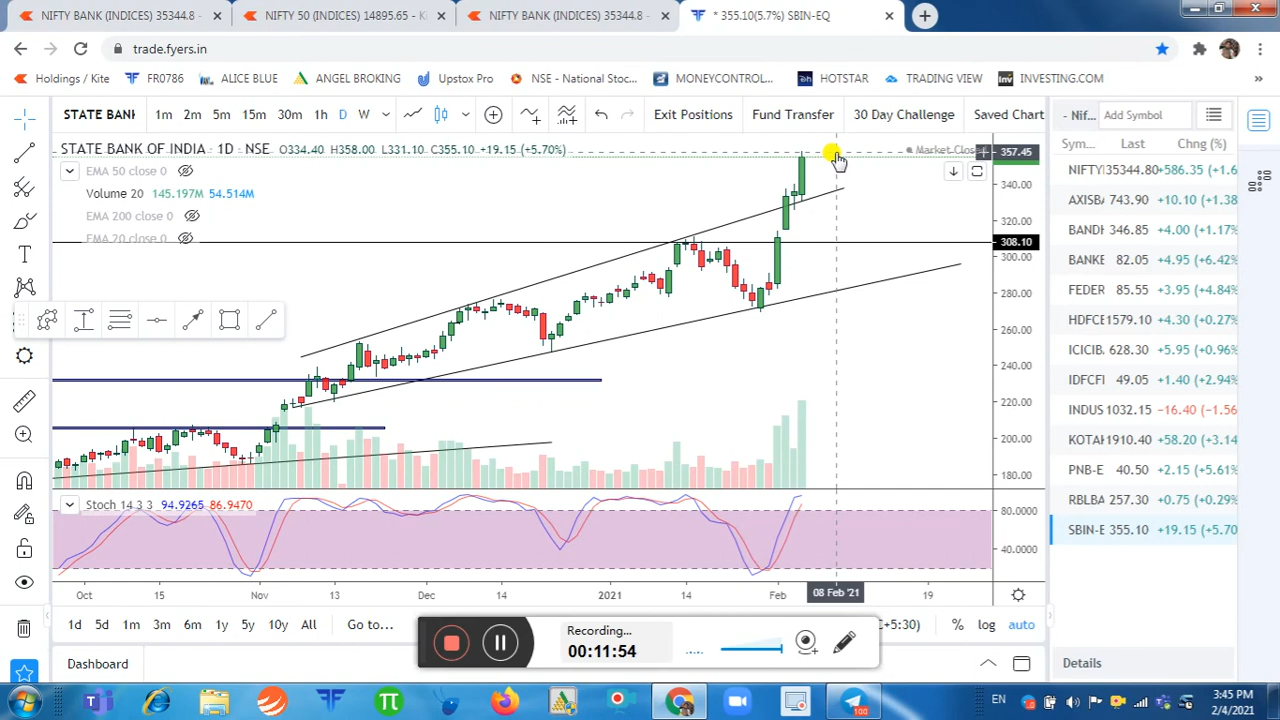 NIFTY BANK (INDICES) 35344.8
NIFTY 50 (INDICES) 14895.65 - K
NIFTY BANK (INDICES) 35344.8
* 355.10(5.7%) SBIN-EQ
trade.fyers.in
Holdings / Kite
FR0786
ALICE BLUE
ANGEL BROKING
Upstox Pro
NSE - National Stoc...
MONEYCONTROL...
HOTSTAR
TRADING VIEW
INVESTING.COM
»
STATE BANK 1m 2m 5m 15m 30m 1h D W Exit Positions Fund Transfer 30 Day Challenge Saved Chart
- Nif... Add Symbol
STATE BANK OF INDIA · 1D · NSE O334.40 H358.00 L331.10 C355.10 +19.15 (+5.70%)
Market Close
EMA 50 close 0
Volume 20 145.197M 54.514M
EMA 200 close 0
EMA 20 close 0
357.45
340.00
320.00
308.10
300.00
280.00
260.00
240.00
220.00
200.00
180.00
Stoch 14 3 3 94.9265 86.9470
80.0000
40.0000
Oct 15 Nov 13 Dec 14 2021 14 Feb 08 Feb '21 19
1d 5d 1m 3m 6m 1y 5y 10y All Go to... C+5:30) % log auto
Sym... Last Chng (%)
NIFTY 35344.80 +586.35 (+1.6
AXISB 743.90 +10.10 (+1.38
BANDH 346.85 +4.00 (+1.17%
BANKE 82.05 +4.95 (+6.42%
FEDER 85.55 +3.95 (+4.84%
HDFCE 1579.10 +4.30 (+0.27%
ICICIB 628.30 +5.95 (+0.96%
IDFCFI 49.05 +1.40 (+2.94%
INDUS 1032.15 -16.40 (-1.56
KOTAK 1910.40 +58.20 (+3.14
PNB-E 40.50 +2.15 (+5.61%
RBLBA 257.30 +0.75 (+0.29%
SBIN-E 355.10 +19.15 (+5.70
Recording...
00:11:54
Dashboard
Details
100
EN
3:45 PM
2/4/2021